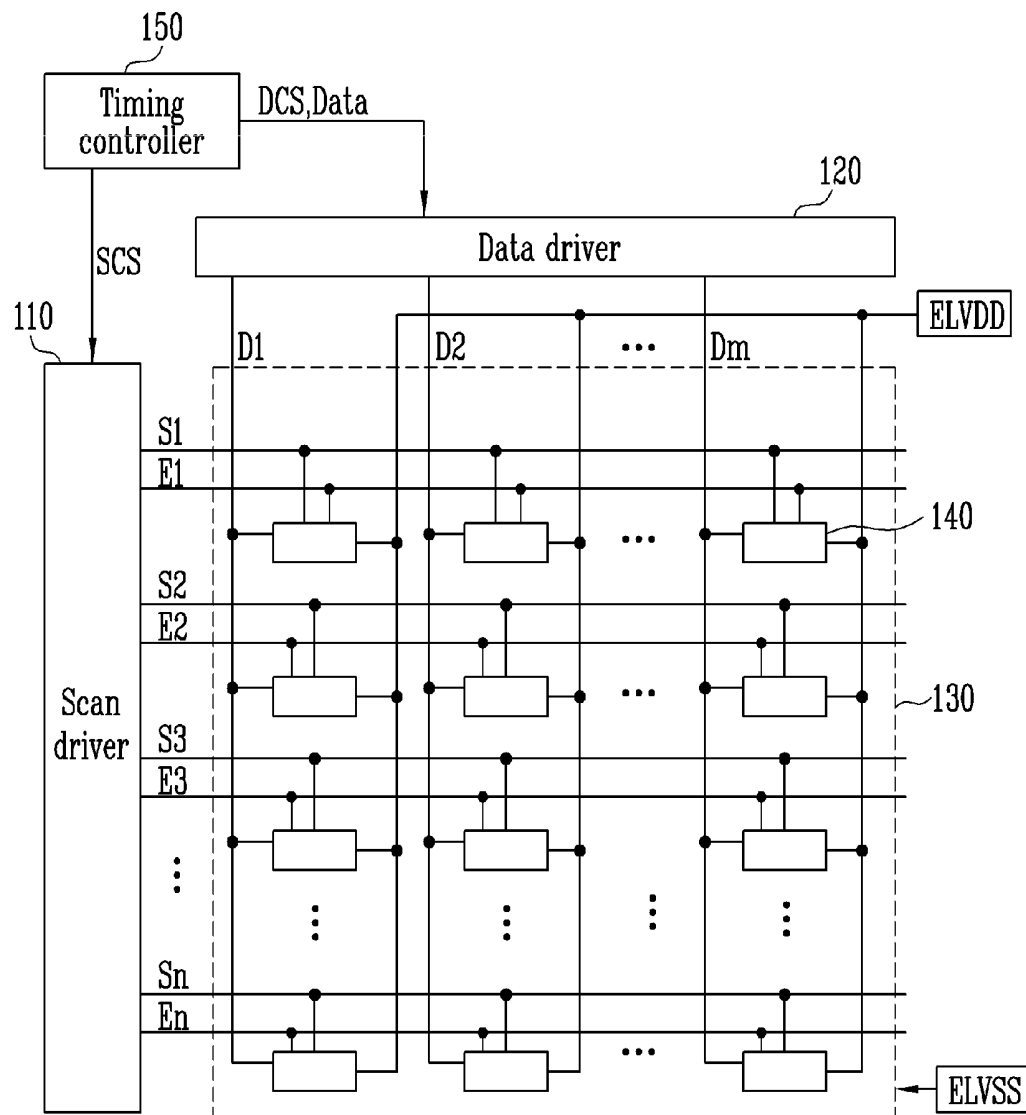 150
Timing
controller
DCS,Data
120
Data driver
SCS
110
ELVDD
D1
D2
...
Dm
S1
E1
140
...
S2
E2
...
130
Scan
driver
S3
E3
Sn
En
...
ELVSS